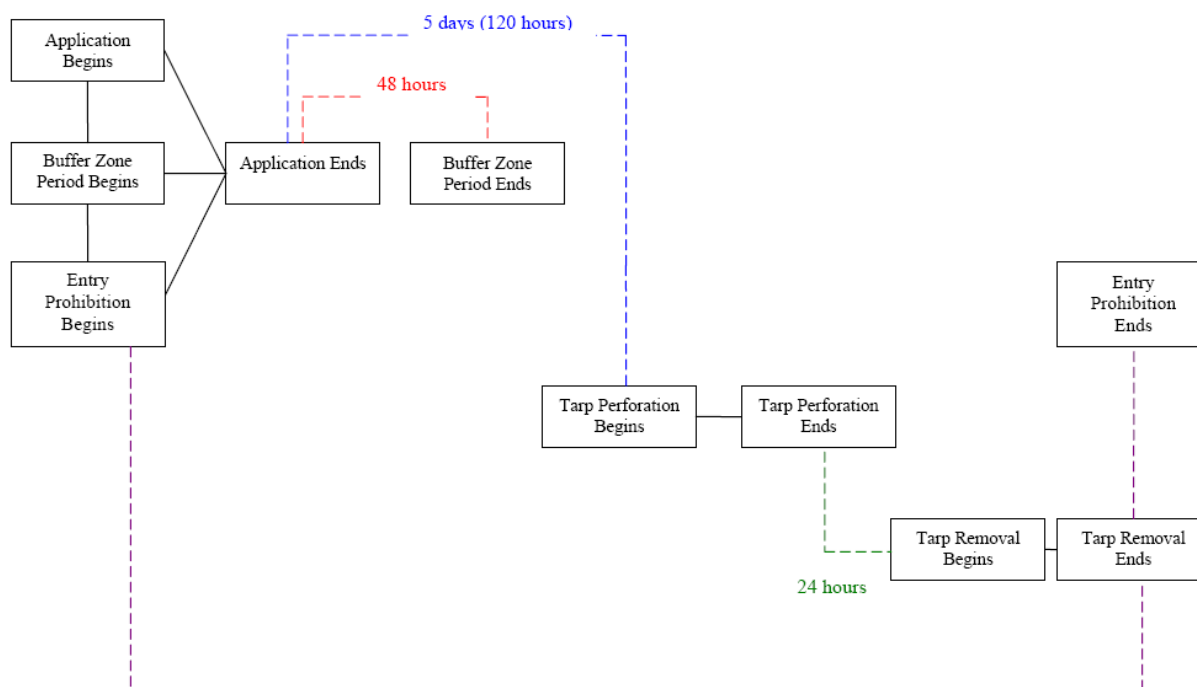 5 days (120 hours)
Application
Begins
48 hours
Buffer Zone
Period Begins
Application Ends
Buffer Zone
Period Ends
Entry
Prohibition
Begins
Entry
Prohibition
Ends
Tarp Perforation
Begins
Tarp Perforation
Ends
Tarp Removal
Begins
Tarp Removal
Ends
24 hours